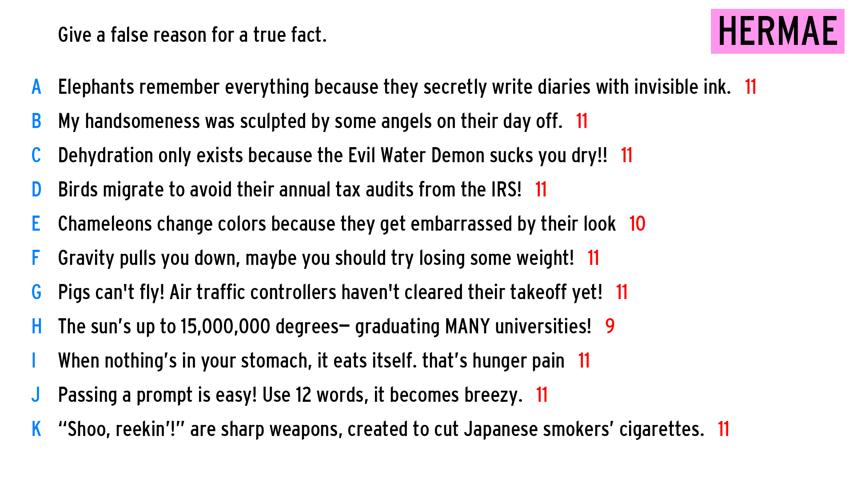 Give a false reason for a true fact.
HERMAE
A Elephants remember everything because they secretly write diaries with invisible ink. 11
B My handsomeness was sculpted by some angels on their day off. 11
C Dehydration only exists because the Evil Water Demon sucks you dry!! 11
D Birds migrate to avoid their annual tax audits from the IRS! 11
E Chameleons change colors because they get embarrassed by their look 10
F Gravity pulls you down, maybe you should try losing some weight! 11
G Pigs can't fly! Air traffic controllers haven't cleared their takeoff yet! 11
H The sun’s up to 15,000,000 degrees— graduating MANY universities! 9
I When nothing’s in your stomach, it eats itself. that’s hunger pain 11
J Passing a prompt is easy! Use 12 words, it becomes breezy. 11
K “Shoo, reekin’!” are sharp weapons, created to cut Japanese smokers’ cigarettes. 11